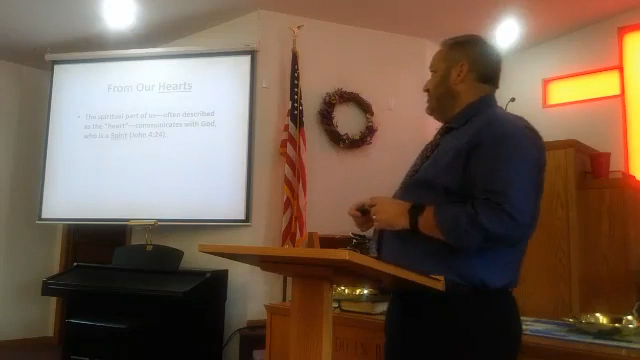 From Our Hearts
• The spiritual part of us—often described
as the "heart"—communicates with God,
who is a Spirit (John 4:24)